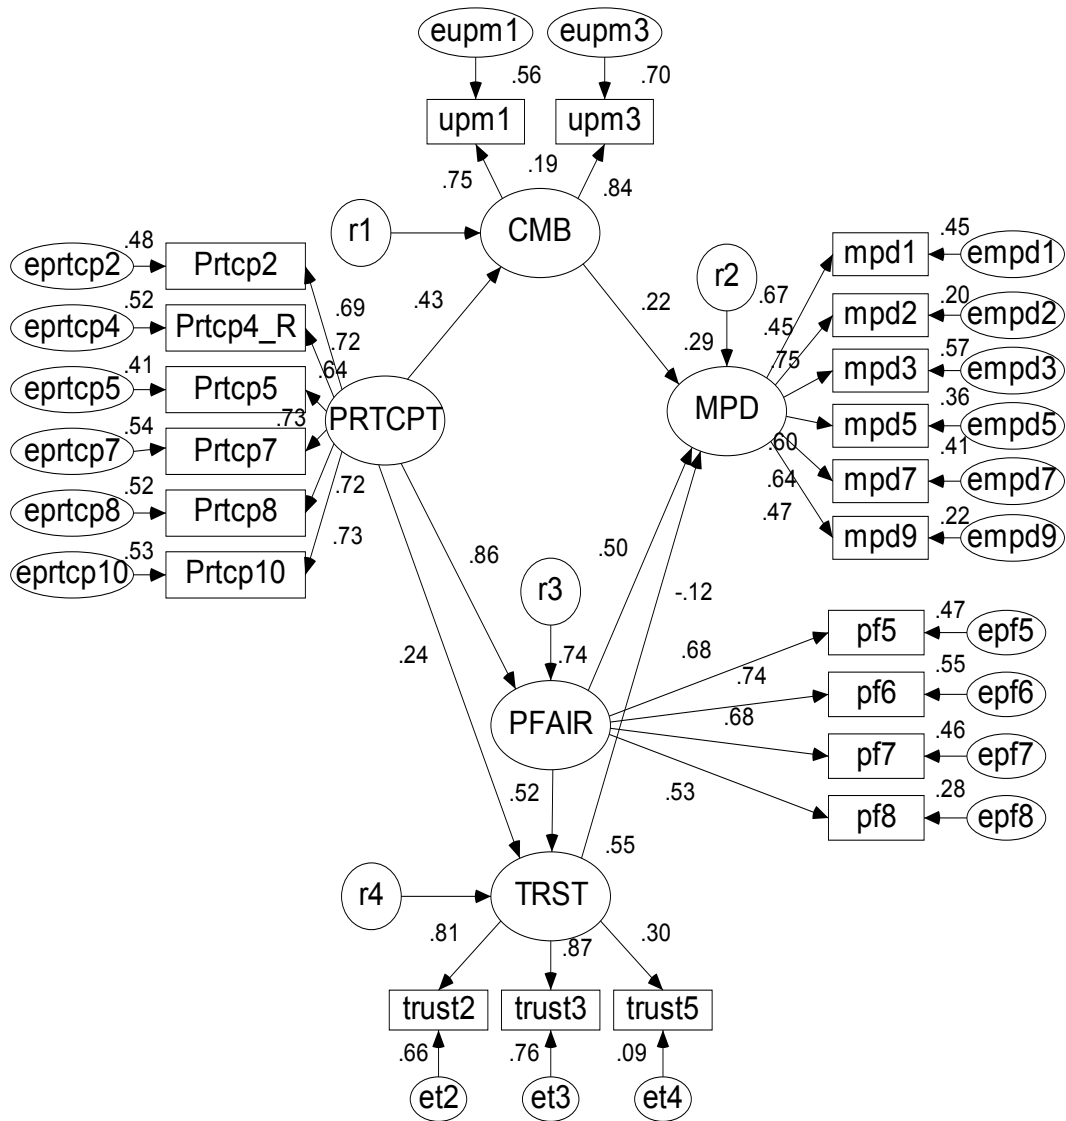 eupm1 eupm3
.56 .70
upm1 upm3
.75 .19 .84
r1 CMB
.48 .45
eprtcp2 Prtcp2 mpd1 empd1
.43 .22 r2 .67
.52 .69 .45 .20
eprtcp4 Prtcp4_R mpd2 empd2
.72 .29 .75
.41 .64 .57
eprtcp5 Prtcp5 mpd3 empd3
PRTCPT MPD
.54 .73 .36
eprtcp7 Prtcp7 mpd5 empd5
.60 .41
.52 .72 .64
eprtcp8 Prtcp8 mpd7 empd7
.47 .22
.53 .73
eprtcp10 Prtcp10 mpd9 empd9
.86 .50
r3 -.12
.47
pf5 epf5
.24 .74 .68
.74 .55
PFAIR pf6 epf6
.68 .46
pf7 epf7
.52 .53 .28
pf8 epf8
.55
r4 TRST
.81 .87 .30
trust2 trust3 trust5
.66 .76 .09
et2 et3 et4